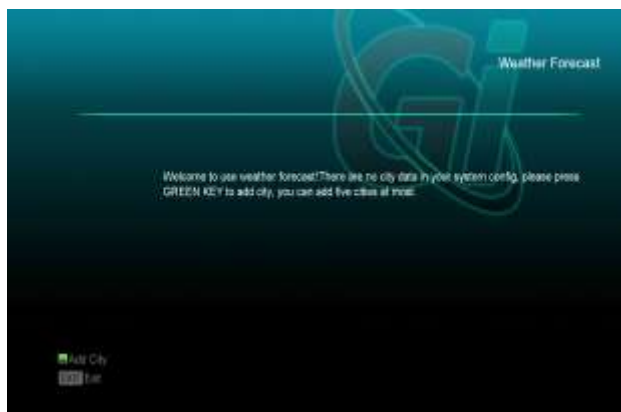 Weather Forecast
Welcome to use weather forecast!There are no city data in your system config, please press
GREEN KEY to add city, you can add five cities at most.
Add City
EXIT Exit